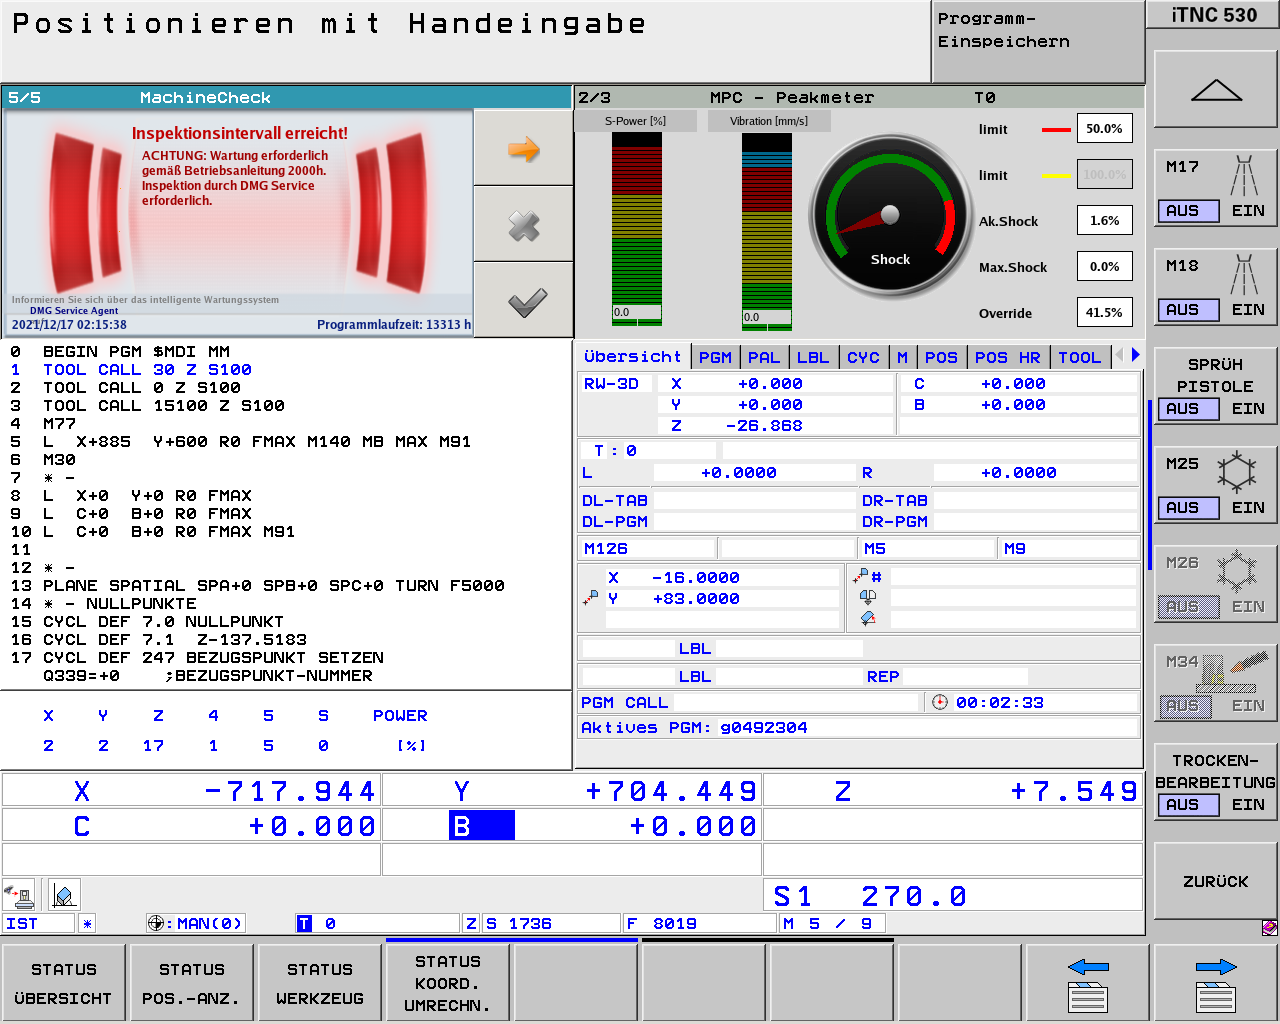 Positionieren mit Handeingabe
Programm-
Einspeichern
iTNC 530
5/5 MachineCheck
Inspektionsintervall erreicht!
ACHTUNG: Wartung erforderlich
gemäß Betriebsanleitung 2000h.
Inspektion durch DMG Service
erforderlich.
Informieren Sie sich über das intelligente Wartungssystem
DMG Service Agent
2021/12/17 02:15:38 Programmlaufzeit: 13313 h
2/3 MPC - Peakmeter T0
S-Power [%] Vibration [mm/s]
0.0 0.0
Shock
limit 50.0%
limit 100.0%
Ak.Shock 1.6%
Max.Shock 0.0%
Override 41.5%
0 BEGIN PGM $MDI MM
1 TOOL CALL 30 Z S100
2 TOOL CALL 0 Z S100
3 TOOL CALL 15100 Z S100
4 M77
5 L X+885 Y+600 R0 FMAX M140 MB MAX M91
6 M30
7 * -
8 L X+0 Y+0 R0 FMAX
9 L C+0 B+0 R0 FMAX
10 L C+0 B+0 R0 FMAX M91
11
12 * -
13 PLANE SPATIAL SPA+0 SPB+0 SPC+0 TURN F5000
14 * - NULLPUNKTE
15 CYCL DEF 7.0 NULLPUNKT
16 CYCL DEF 7.1 Z-137.5183
17 CYCL DEF 247 BEZUGSPUNKT SETZEN
Q339=+0 ;BEZUGSPUNKT-NUMMER
X Y Z 4 5 S POWER
2 2 17 1 5 0 [%]
Übersicht PGM PAL LBL CYC M POS POS HR TOOL
RW-3D X +0.000 C +0.000
Y +0.000 B +0.000
Z -26.868
T : 0
L +0.0000 R +0.0000
DL-TAB DR-TAB
DL-PGM DR-PGM
M126 M5 M9
X -16.0000 #
Y +83.0000
LBL
LBL REP
PGM CALL 00:02:33
Aktives PGM: g0492304
X -717.944 Y +704.449 Z +7.549
C +0.000 B +0.000
S1 270.0
IST * :MAN(0) T 0 Z S 1736 F 8019 M 5 / 9
M17
AUS EIN
M18
AUS EIN
SPRÜH
PISTOLE
AUS EIN
M25
AUS EIN
M26
AUS EIN
M34
AUS EIN
TROCKEN-
BEARBEITUNG
AUS EIN
ZURÜCK
STATUS
ÜBERSICHT
STATUS
POS.-ANZ.
STATUS
WERKZEUG
STATUS
KOORD.
UMRECHN.